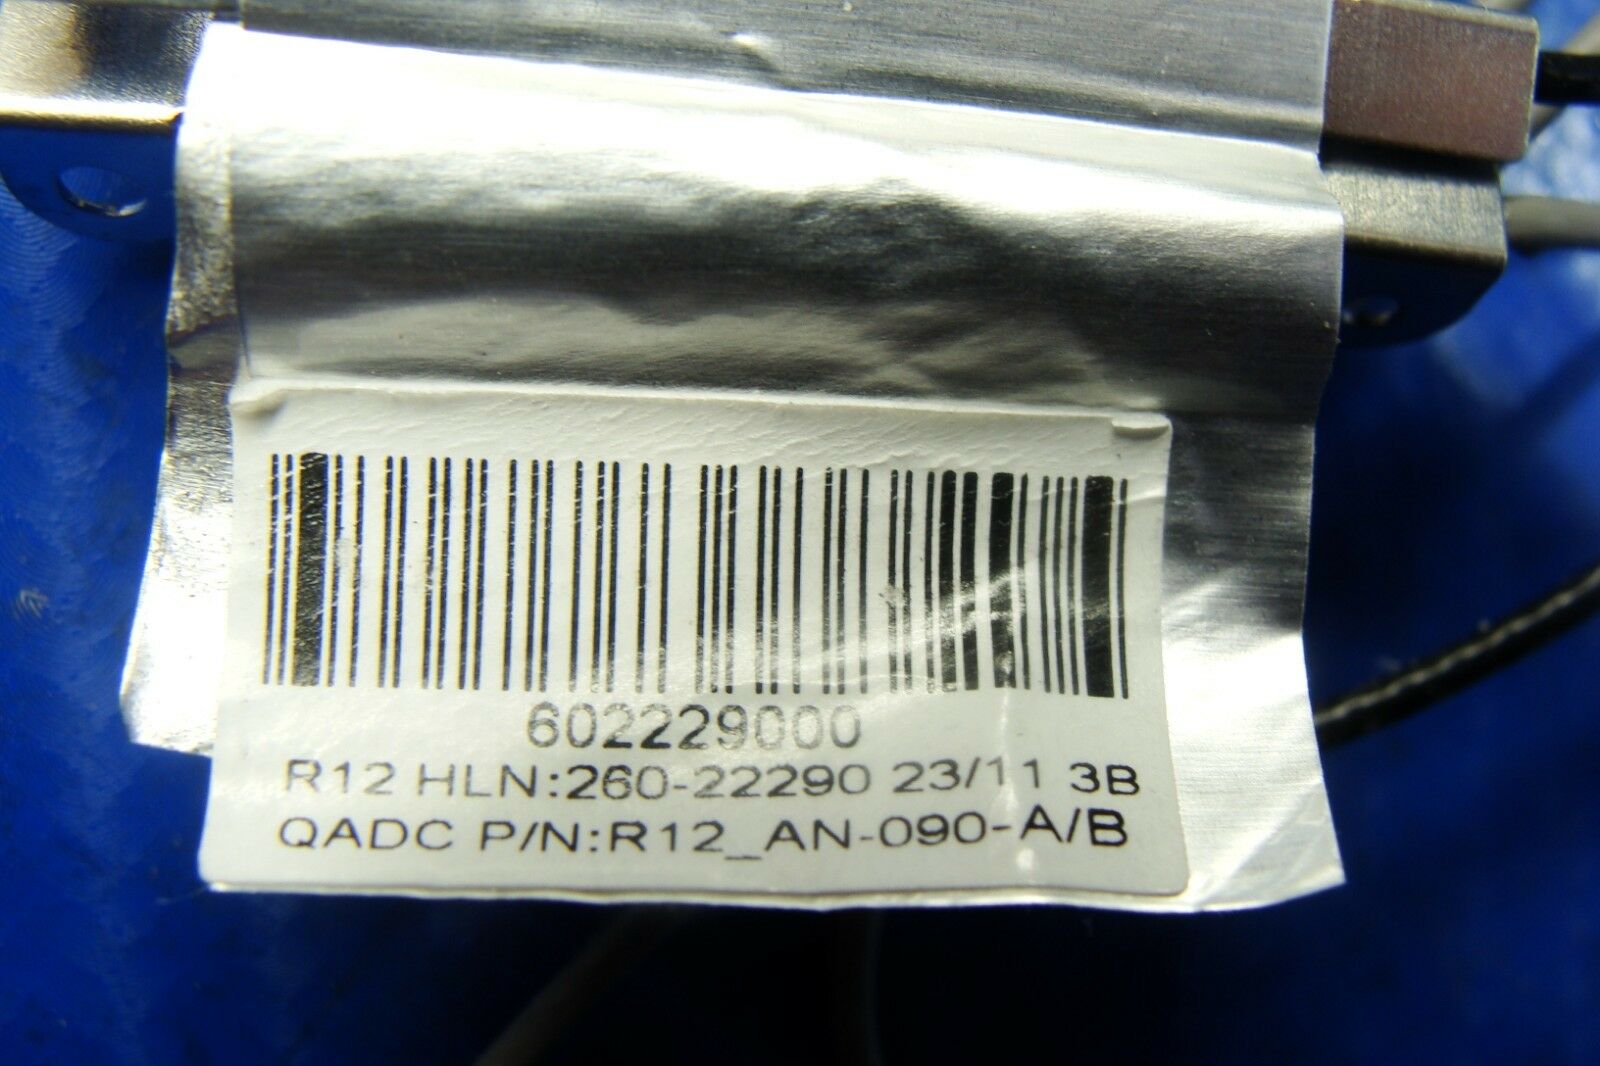 602229000
R12 HLN:260-22290 23/11 3B
QADC P/N:R12_AN-090-A/B